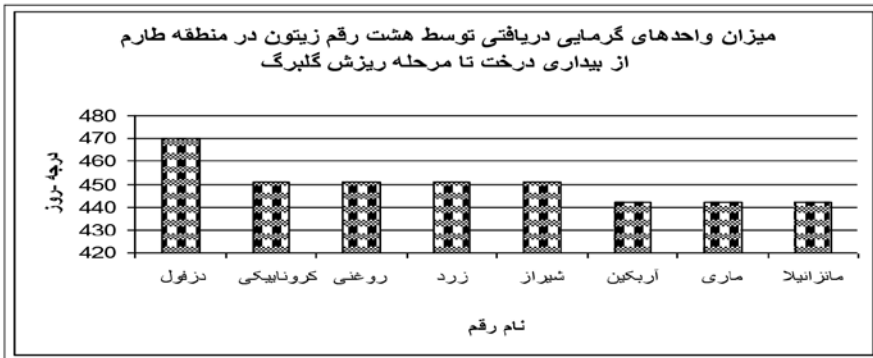 میزان واحدهای گرمایی دریافتی توسط هشت رقم زیتون در منطقه طارم
از بیداری درخت تا مرحله ریزش گلبرگ
درجه-روز
480
470
460
450
440
430
420
دزفول کرونابیکی روغنی زرد شیراز آربکین ماری مانزانیلا
نام رقم